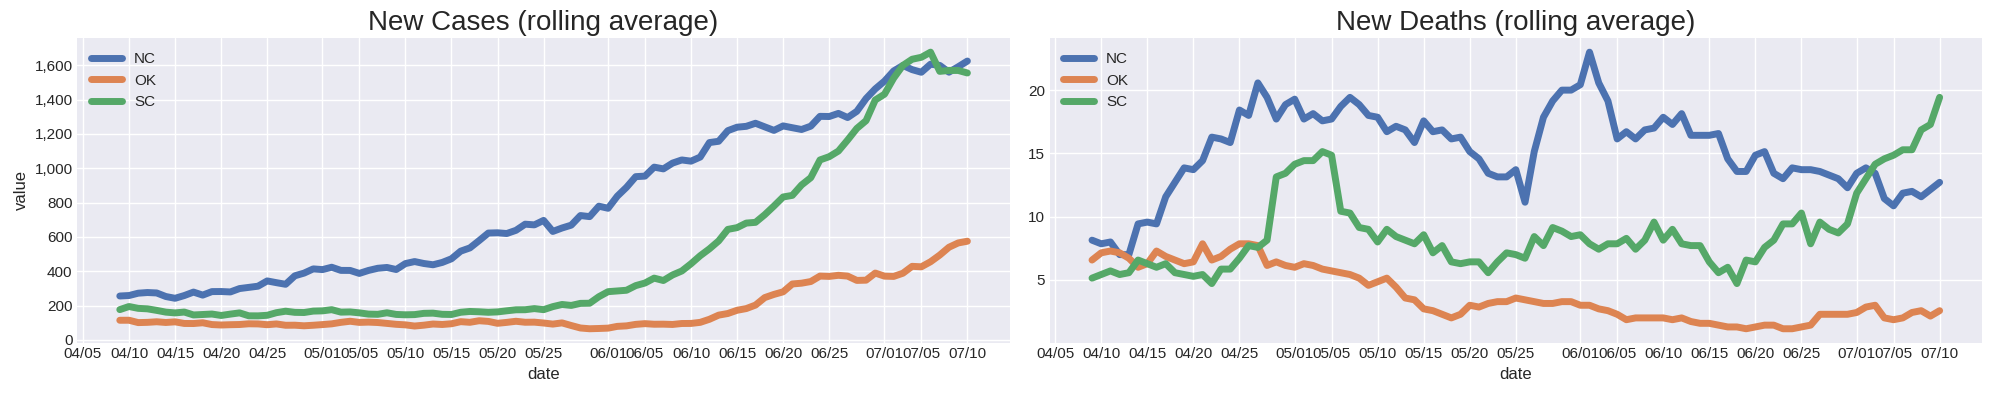 New Cases (rolling average)
NC
OK
SC
1,600
1,400
1,200
1,000
800
600
400
200
0
value
04/05 04/10 04/15 04/20 04/25 05/01 05/05 05/10 05/15 05/20 05/25 06/01 06/05 06/10 06/15 06/20 06/25 07/01 07/05 07/10
date
New Deaths (rolling average)
NC
OK
SC
20
15
10
5
04/05 04/10 04/15 04/20 04/25 05/01 05/05 05/10 05/15 05/20 05/25 06/01 06/05 06/10 06/15 06/20 06/25 07/01 07/05 07/10
date